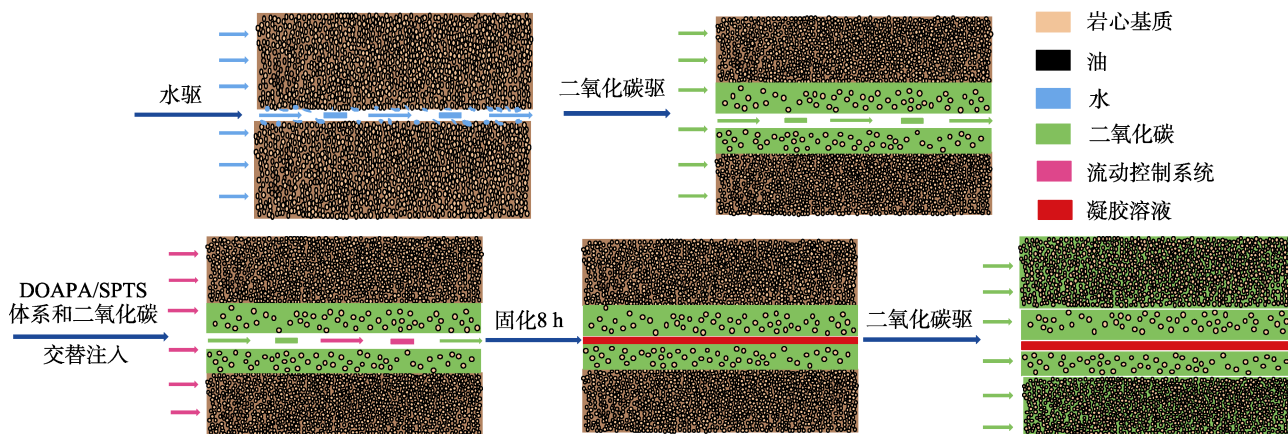 水驱
二氧化碳驱
岩心基质
油
水
二氧化碳
流动控制系统
凝胶溶液
DOAPA/SPTS
体系和二氧化碳
交替注入
固化8 h
二氧化碳驱